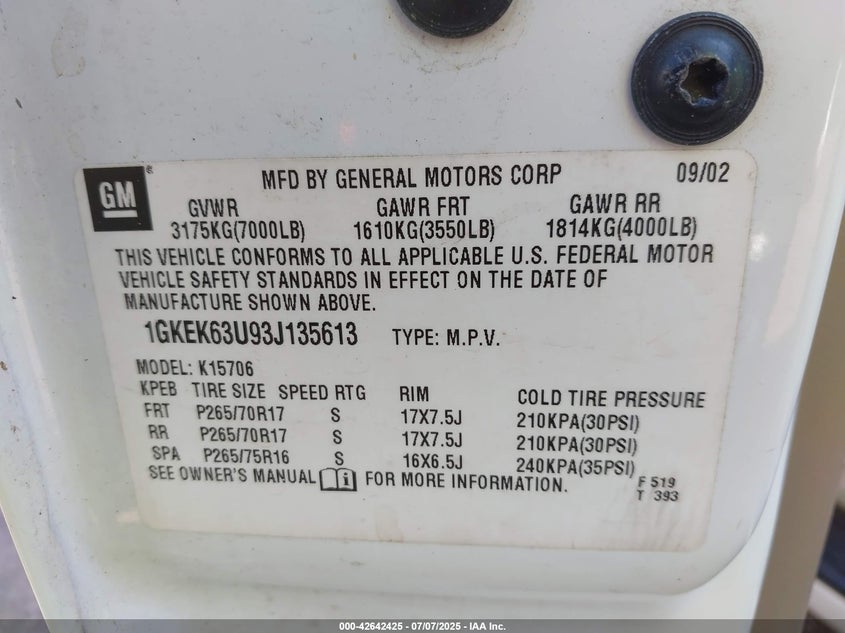 GM
MFD BY GENERAL MOTORS CORP 09/02
GVWR GAWR FRT GAWR RR
3175KG(7000LB) 1610KG(3550LB) 1814KG(4000LB)
THIS VEHICLE CONFORMS TO ALL APPLICABLE U.S. FEDERAL MOTOR
VEHICLE SAFETY STANDARDS IN EFFECT ON THE DATE OF
MANUFACTURE SHOWN ABOVE.
1GKEK63U93J135613 TYPE: M.P.V.
MODEL: K15706
KPEB TIRE SIZE SPEED RTG RIM COLD TIRE PRESSURE
FRT P265/70R17 S 17X7.5J 210KPA(30PSI)
RR P265/70R17 S 17X7.5J 210KPA(30PSI)
SPA P265/75R16 S 16X6.5J 240KPA(35PSI)
SEE OWNER'S MANUAL FOR MORE INFORMATION. F 519
T 393
000-42642425 - 07/07/2025 - IAA Inc.